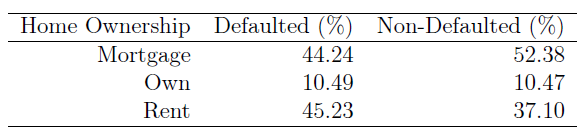 Home Ownership Defaulted (%) Non-Defaulted (%)
Mortgage 44.24 52.38
Own 10.49 10.47
Rent 45.23 37.10